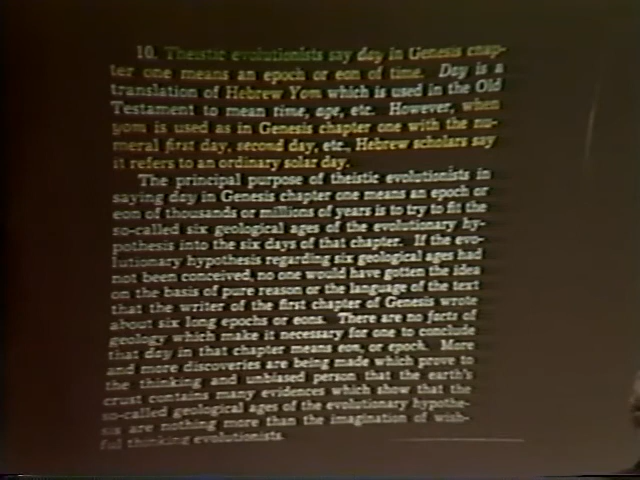 10. Theistic evolutionists say day in Genesis chap-
ter one means an epoch or eon of time. Day is a
translation of Hebrew Yom which is used in the Old
Testament to mean time, age, etc. However, when
yom is used as in Genesis chapter one with the nu-
meral first day, second day, etc., Hebrew scholars say
it refers to an ordinary solar day.
The principal purpose of theistic evolutionists in
saying day in Genesis chapter one means an epoch or
eon of thousands or millions of years is to try to fit the
so-called six geological ages of the evolutionary hy-
pothesis into the six days of that chapter. If the evo-
lutionary hypothesis regarding six geological ages had
not been conceived, no one would have gotten the idea
on the basis of pure reason or the language of the text
that the writer of the first chapter of Genesis wrote
about six long epochs or eons. There are no facts of
geology which make it necessary for one to conclude
that day in that chapter means eon, or epoch. More
and more discoveries are being made which prove to
the thinking and unbiased person that the earth's
crust contains many evidences which show that the
so-called geological ages of the evolutionary hypothe-
sis are nothing more than the imagination of wish-
ful thinking evolutionists.